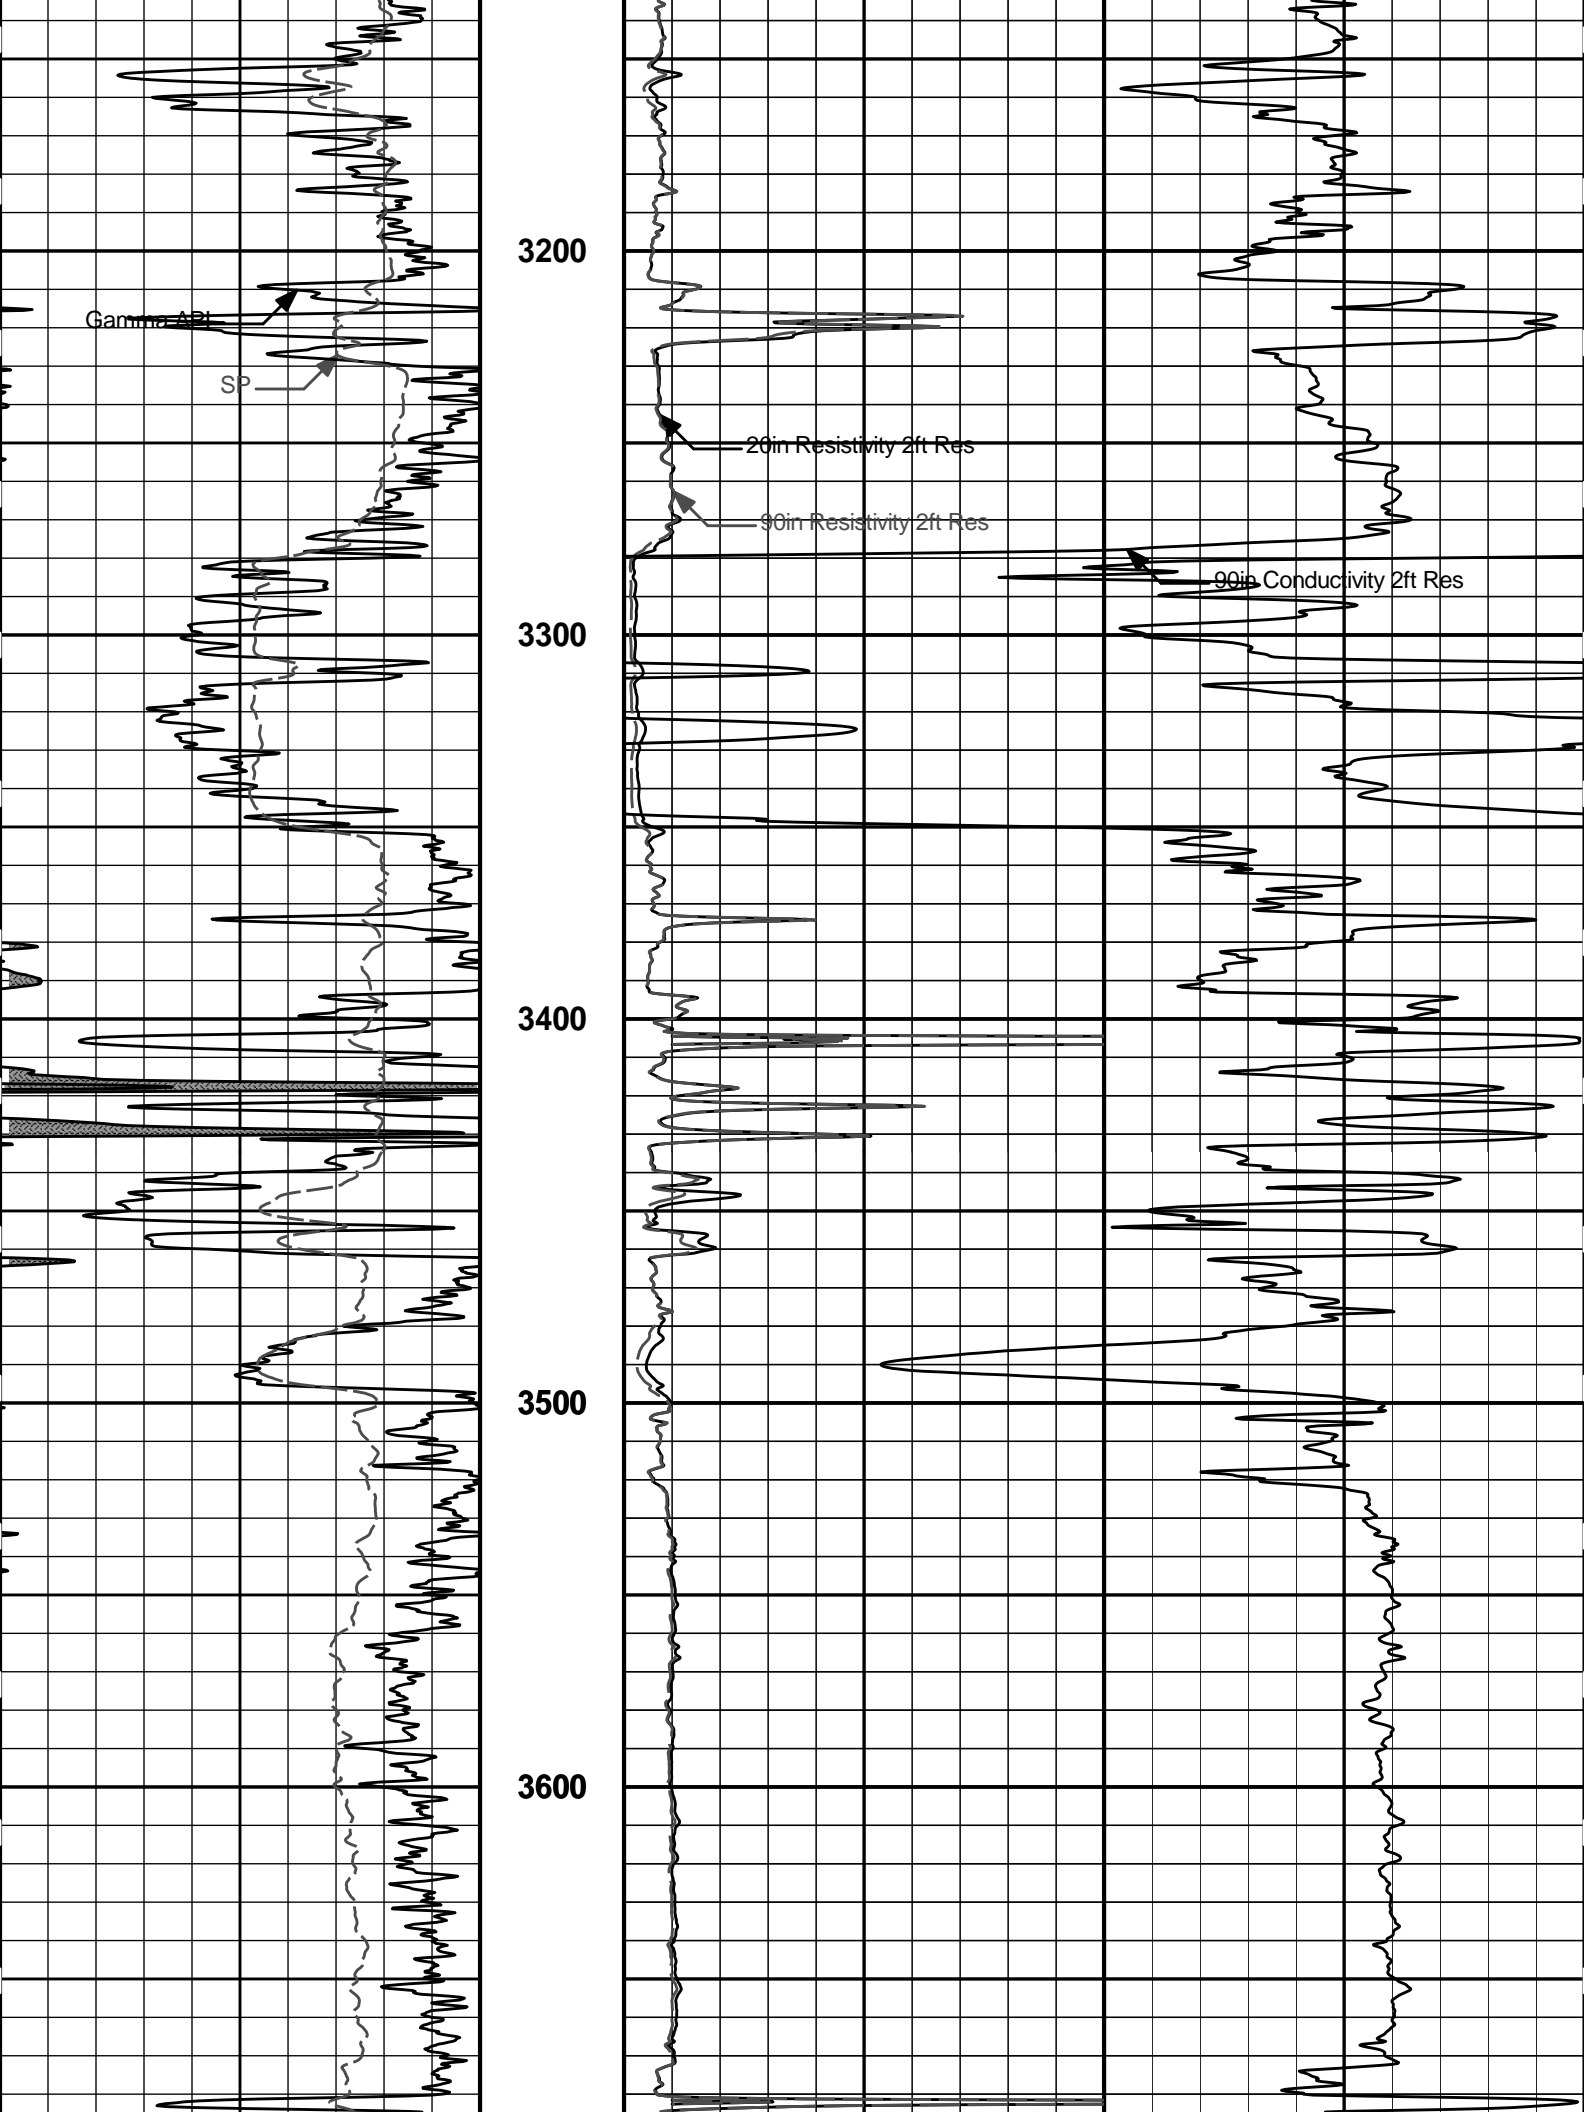 3200
Gamma API
SP
20in Resistivity 2ft Res
90in Resistivity 2ft Res
90in Conductivity 2ft Res
3300
3400
3500
3600